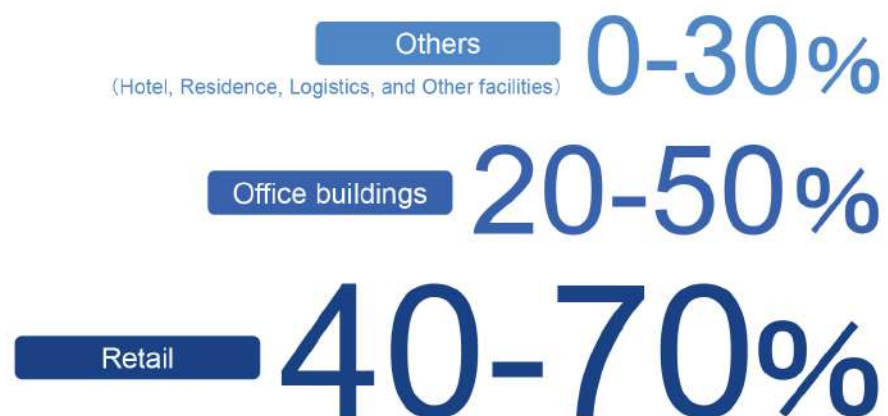 Others 0-30%
(Hotel, Residence, Logistics, and Other facilities)
Office buildings 20-50%
Retail 40-70%